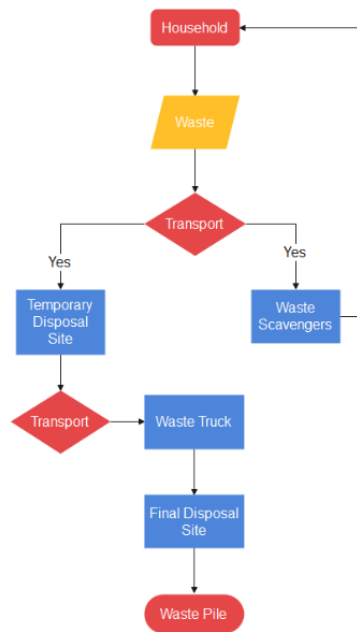 Household
Waste
Transport
Yes
Yes
Temporary
Disposal
Site
Waste
Scavengers
Transport
Waste Truck
Final Disposal
Site
Waste Pile